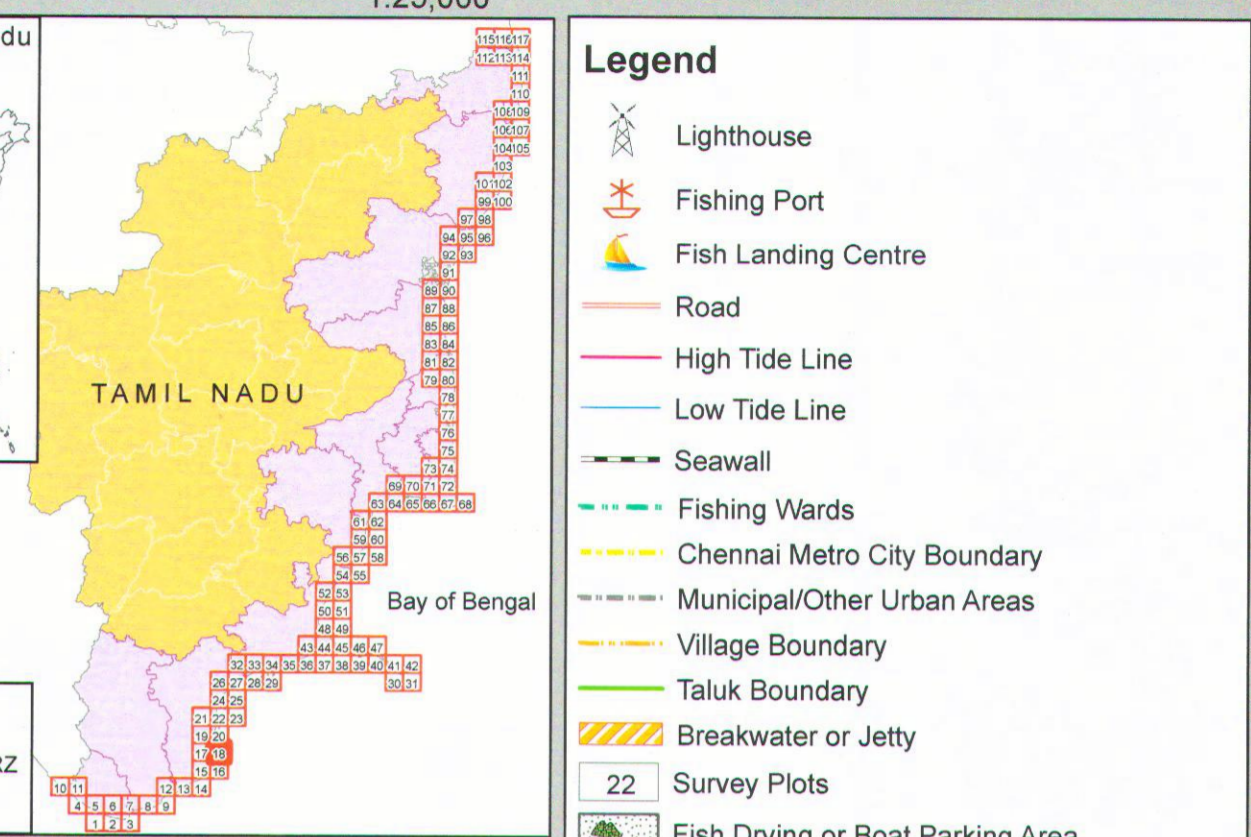 1:25,000
du
115 116 117
112 113 114
111
110
108 109
106 107
104 105
103
101 102
99 100
97 98
94 95 96
92 93
91
89 90
87 88
85 86
83 84
81 82
79 80
TAMIL NADU
78
77
76
75
73 74
69 70 71 72
63 64 65 66 67 68
61 62
59 60
56 57 58
54 55
52 53
Bay of Bengal
50 51
48 49
43 44 45 46 47
32 33 34 35 36 37 38 39 40 41 42
26 27 28 29 30 31
24 25
21 22 23
19 20
17 18
RZ
15 16
10 11 12 13 14
4 5 6 7 8 9
1 2 3
Legend
Lighthouse
Fishing Port
Fish Landing Centre
Road
High Tide Line
Low Tide Line
Seawall
Fishing Wards
Chennai Metro City Boundary
Municipal/Other Urban Areas
Village Boundary
Taluk Boundary
Breakwater or Jetty
22 Survey Plots
Fish Drying or Boat Parking Area